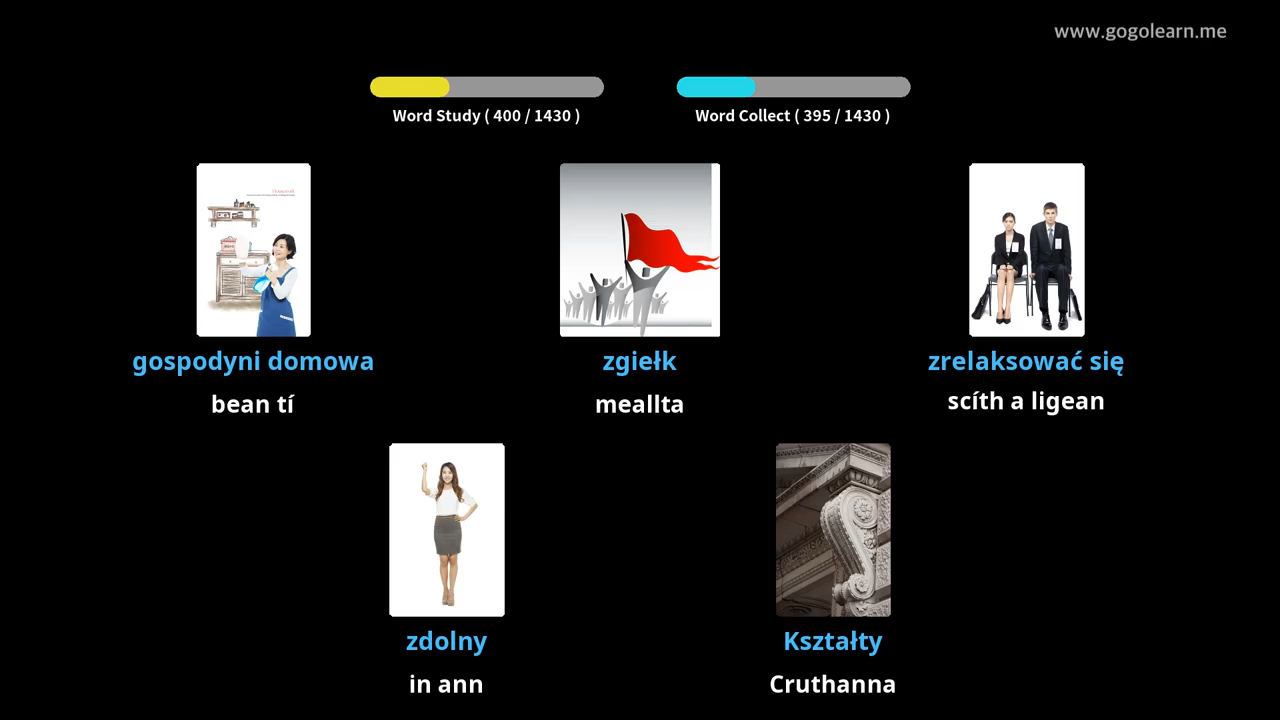 www.gogolearn.me
Word Study ( 400 / 1430 )
Word Collect ( 395 / 1430 )
gospodyni domowa
bean tí
zgiełk
meallta
zrelaksować się
scíth a ligean
zdolny
in ann
Kształty
Cruthanna